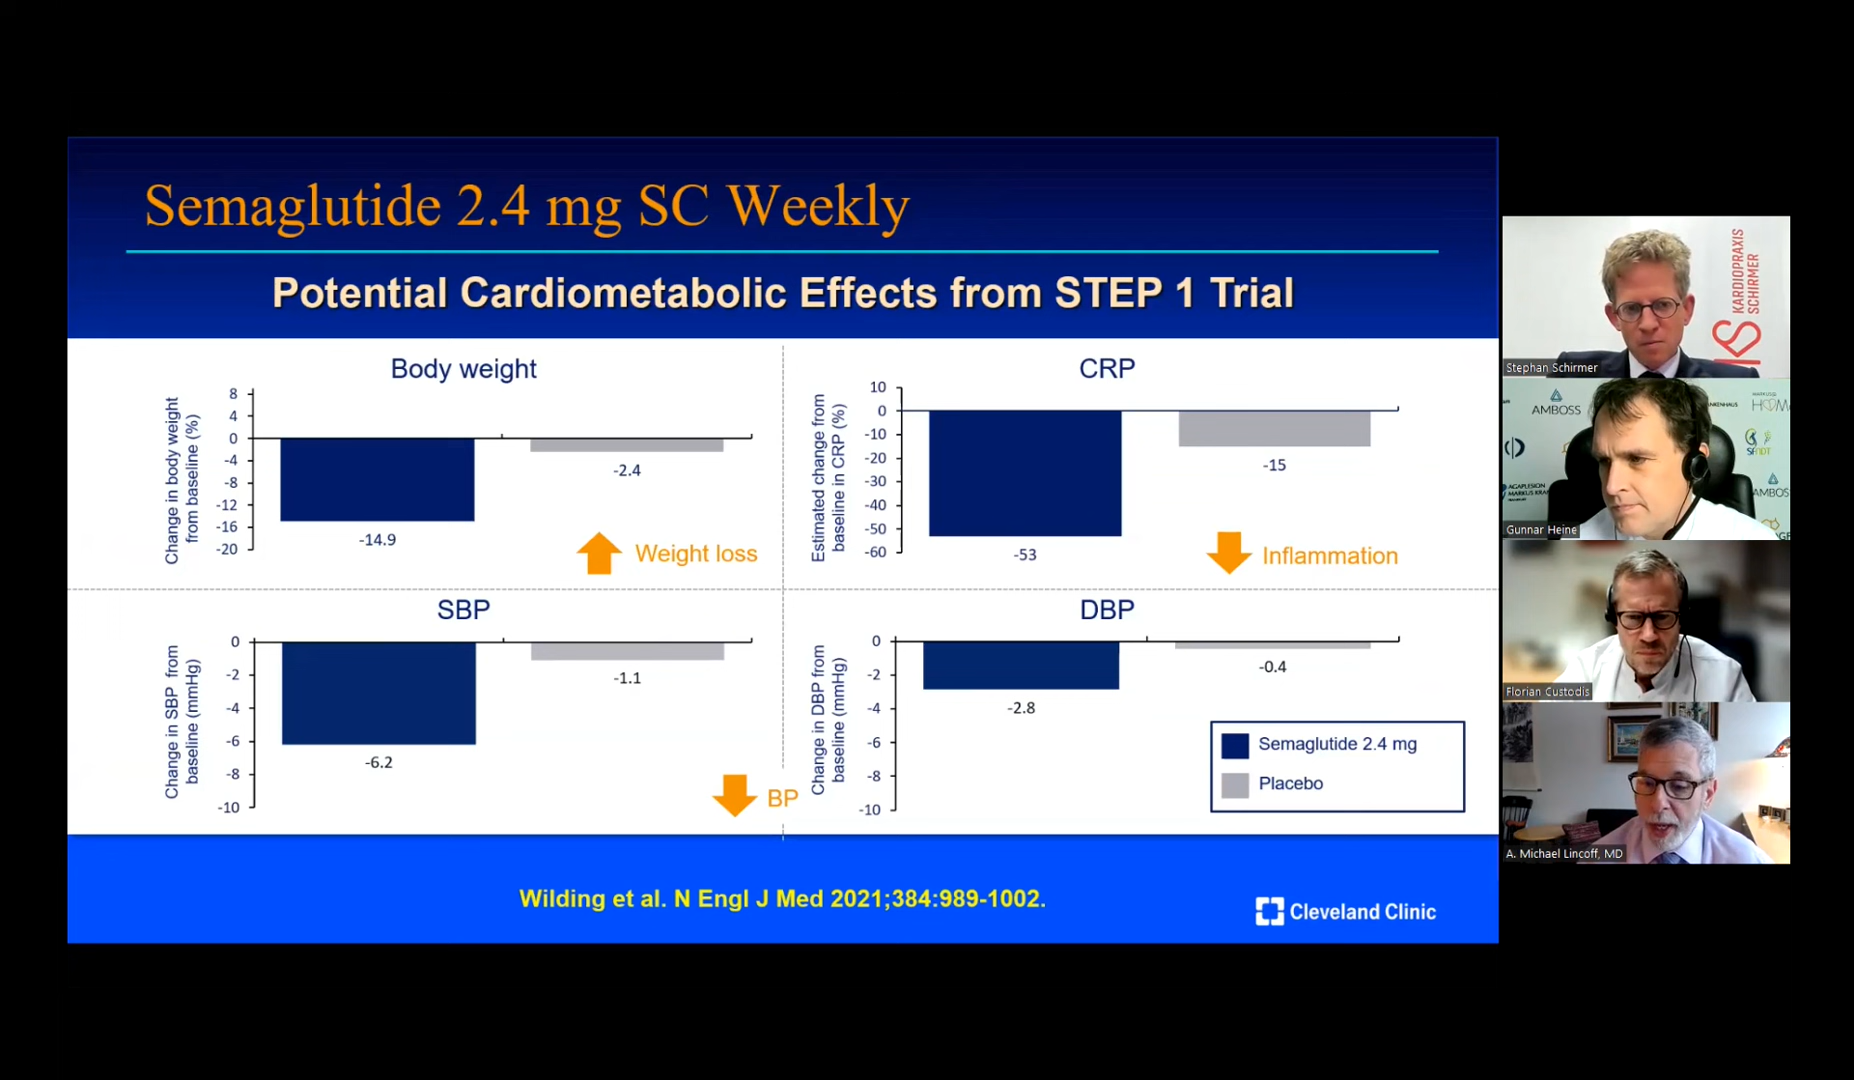 Semaglutide 2.4 mg SC Weekly
Potential Cardiometabolic Effects from STEP 1 Trial
Body weight
Change in body weight
from baseline (%)
8
4
0
-4
-8
-12
-16
-20
-14.9
-2.4
Weight loss
CRP
Estimated change from
baseline in CRP (%)
10
0
-10
-20
-30
-40
-50
-60
-53
-15
Inflammation
SBP
Change in SBP from
baseline (mmHg)
0
-2
-4
-6
-8
-10
-6.2
-1.1
BP
DBP
Change in DBP from
baseline (mmHg)
0
-2
-4
-6
-8
-10
-2.8
-0.4
Semaglutide 2.4 mg
Placebo
Wilding et al. N Engl J Med 2021;384:989-1002.
Cleveland Clinic
KARDIOPRAXIS
SCHIRMER
KS
Stephan Schirmer
AMBOSS
AGAPLESION
AMBOS
Gunnar Heine
Florian Custodis
A. Michael Lincoff, MD